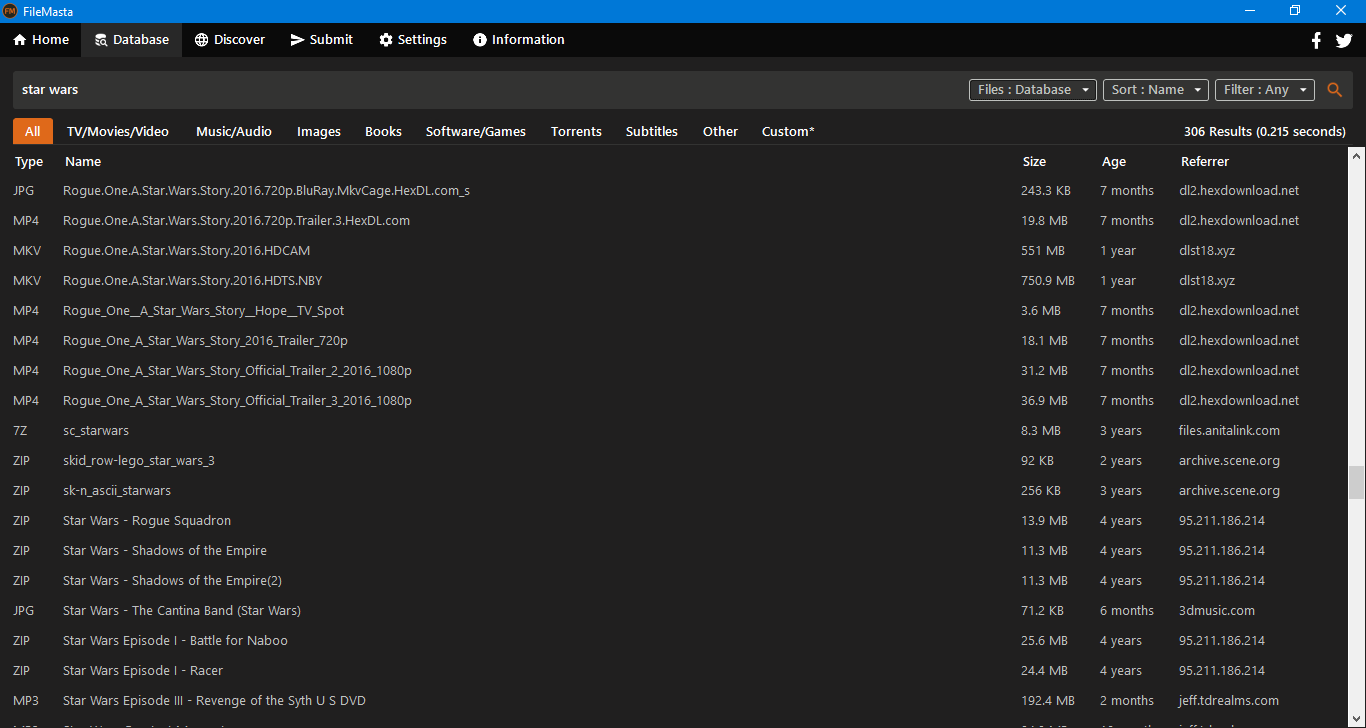 FM FileMasta
Home Database Discover Submit Settings Information
star wars Files : Database Sort : Name Filter : Any
All TV/Movies/Video Music/Audio Images Books Software/Games Torrents Subtitles Other Custom* 306 Results (0.215 seconds)
Type Name Size Age Referrer
JPG Rogue.One.A.Star.Wars.Story.2016.720p.BluRay.MkvCage.HexDL.com_s 243.3 KB 7 months dl2.hexdownload.net
MP4 Rogue.One.A.Star.Wars.Story.2016.720p.Trailer.3.HexDL.com 19.8 MB 7 months dl2.hexdownload.net
MKV Rogue.One.A.Star.Wars.Story.2016.HDCAM 551 MB 1 year dlst18.xyz
MKV Rogue.One.A.Star.Wars.Story.2016.HDTS.NBY 750.9 MB 1 year dlst18.xyz
MP4 Rogue_One__A_Star_Wars_Story__Hope__TV_Spot 3.6 MB 7 months dl2.hexdownload.net
MP4 Rogue_One_A_Star_Wars_Story_2016_Trailer_720p 18.1 MB 7 months dl2.hexdownload.net
MP4 Rogue_One_A_Star_Wars_Story_Official_Trailer_2_2016_1080p 31.2 MB 7 months dl2.hexdownload.net
MP4 Rogue_One_A_Star_Wars_Story_Official_Trailer_3_2016_1080p 36.9 MB 7 months dl2.hexdownload.net
7Z sc_starwars 8.3 MB 3 years files.anitalink.com
ZIP skid_row-lego_star_wars_3 92 KB 2 years archive.scene.org
ZIP sk-n_ascii_starwars 256 KB 3 years archive.scene.org
ZIP Star Wars - Rogue Squadron 13.9 MB 4 years 95.211.186.214
ZIP Star Wars - Shadows of the Empire 11.3 MB 4 years 95.211.186.214
ZIP Star Wars - Shadows of the Empire(2) 11.3 MB 4 years 95.211.186.214
JPG Star Wars - The Cantina Band (Star Wars) 71.2 KB 6 months 3dmusic.com
ZIP Star Wars Episode I - Battle for Naboo 25.6 MB 4 years 95.211.186.214
ZIP Star Wars Episode I - Racer 24.4 MB 4 years 95.211.186.214
MP3 Star Wars Episode III - Revenge of the Syth U S DVD 192.4 MB 2 months jeff.tdrealms.com